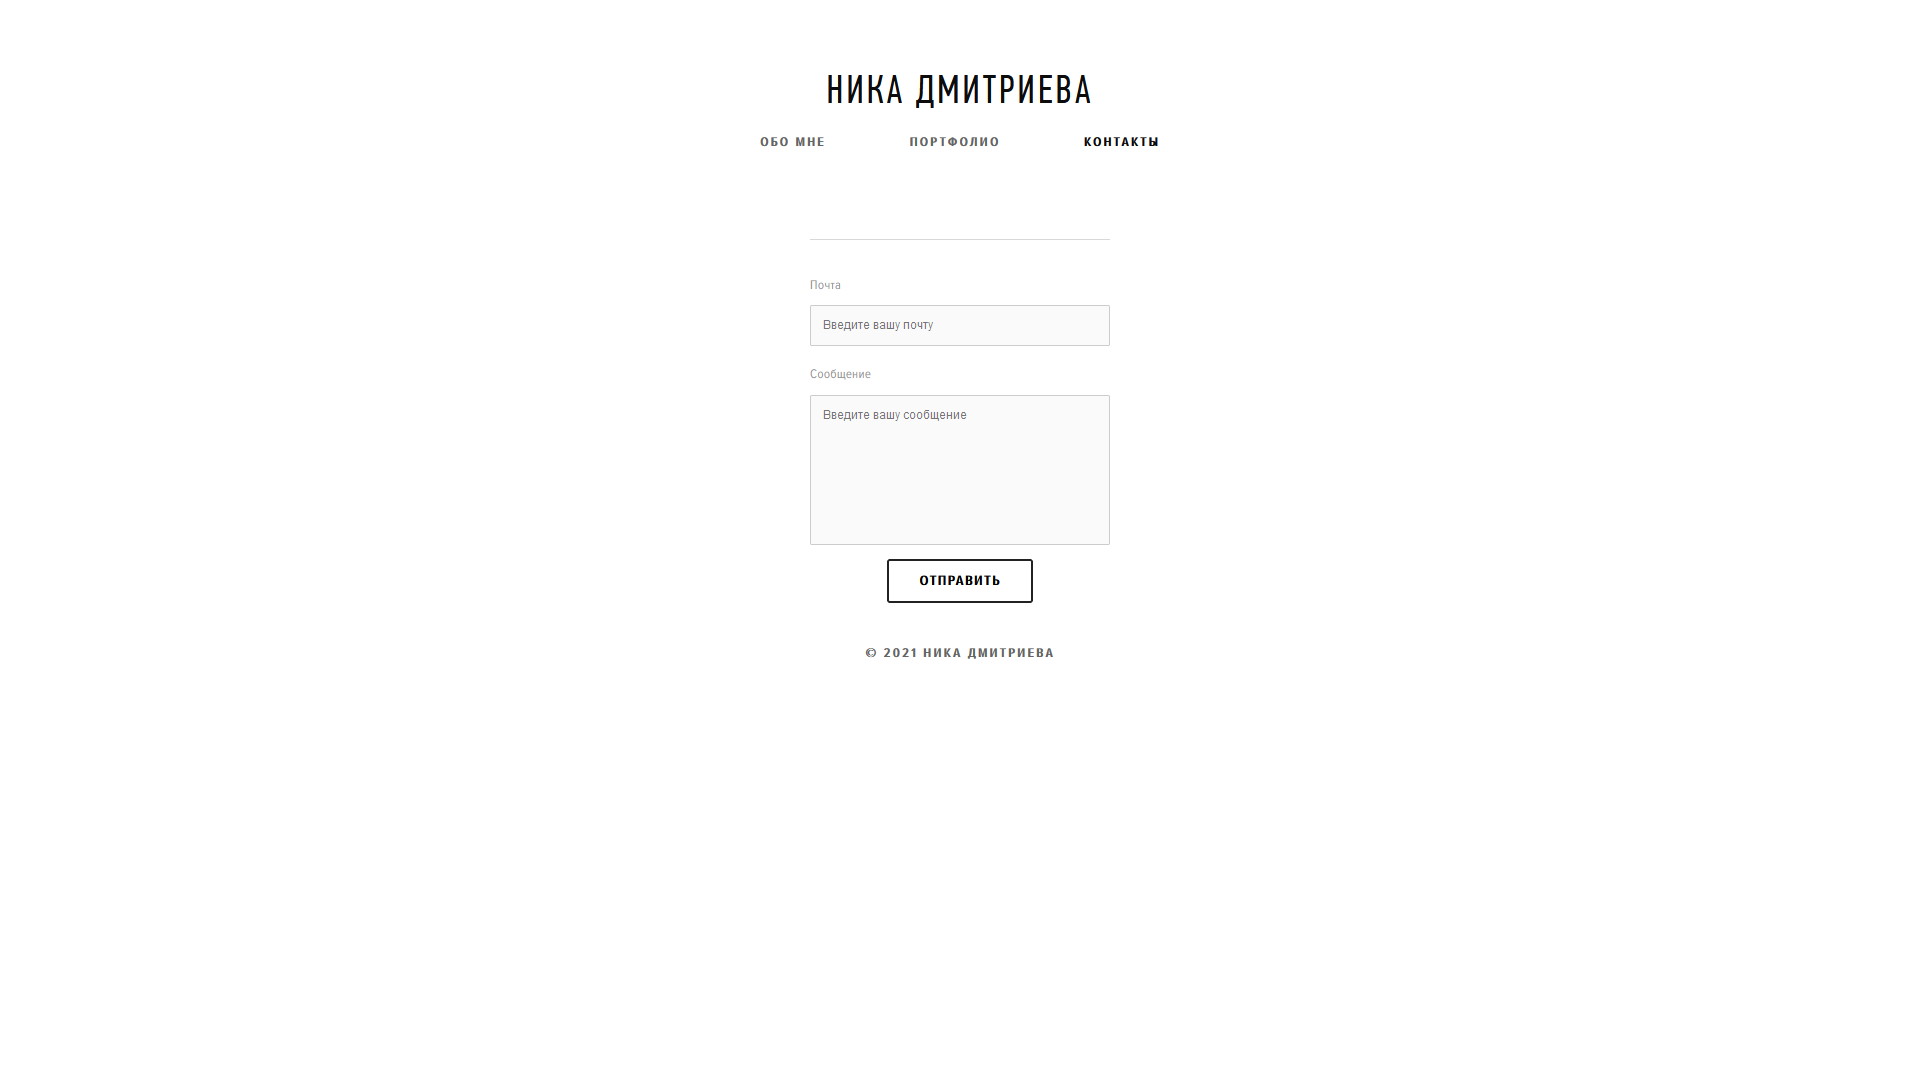 НИКА ДМИТРИЕВА
ОБО МНЕ ПОРТФОЛИО КОНТАКТЫ
Почта
Введите вашу почту
Сообщение
Введите вашу сообщение
ОТПРАВИТЬ
© 2021 НИКА ДМИТРИЕВА